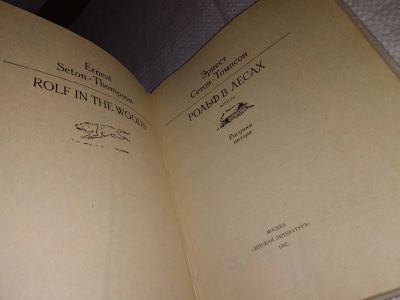 Ernest
Seton-Thompson
ROLF IN THE WOODS
Эрнест
Сетон-Томпсон
РОЛЬФ В ЛЕСАХ
Рисунки
автора
МОСКВА
«ДЕТСКАЯ ЛИТЕРАТУРА»